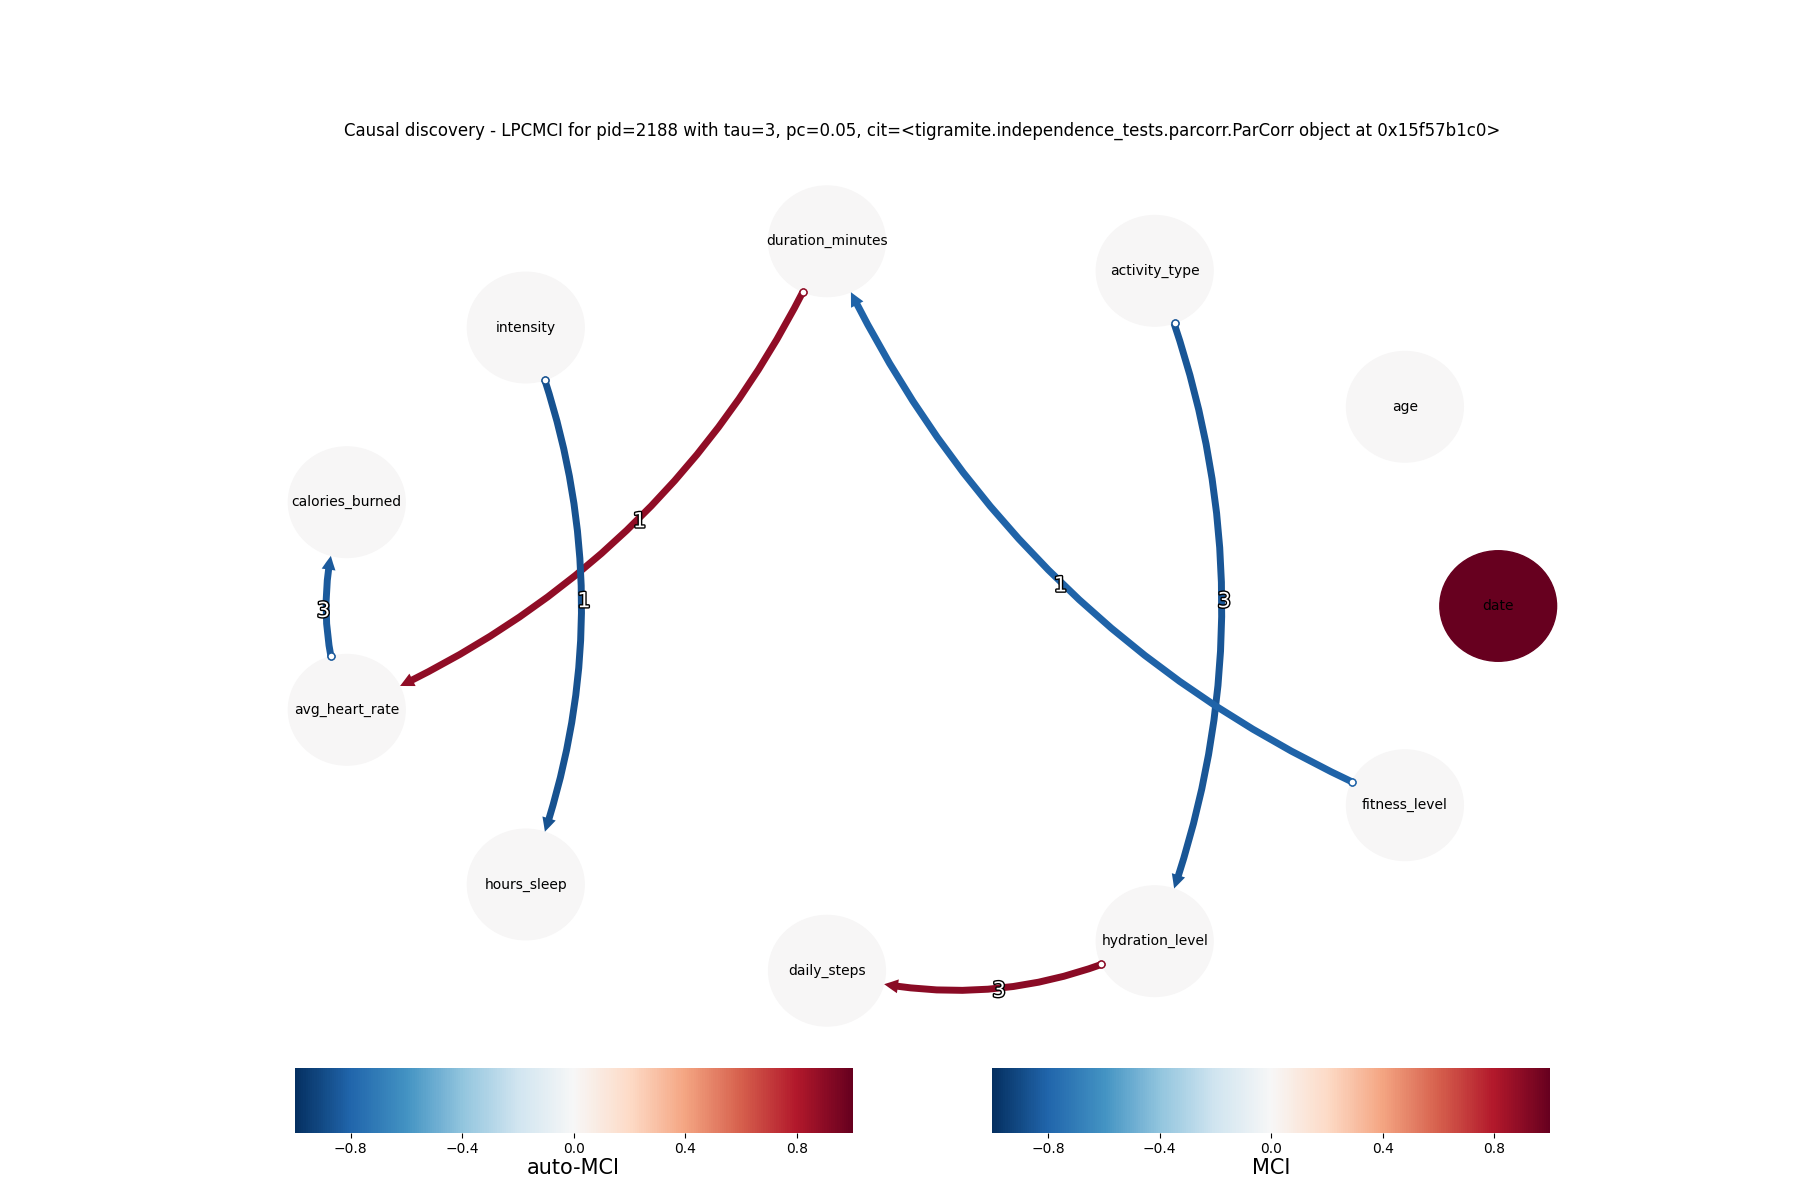 Causal discovery - LPCMCI for pid=2188 with tau=3, pc=0.05, cit=<tigramite.independence_tests.parcorr.ParCorr object at 0x15f57b1c0>
duration_minutes
activity_type
intensity
age
calories_burned
1
1
1
3
date
3
avg_heart_rate
fitness_level
hours_sleep
hydration_level
daily_steps
3
−0.8 −0.4 0.0 0.4 0.8
auto-MCI
−0.8 −0.4 0.0 0.4 0.8
MCI